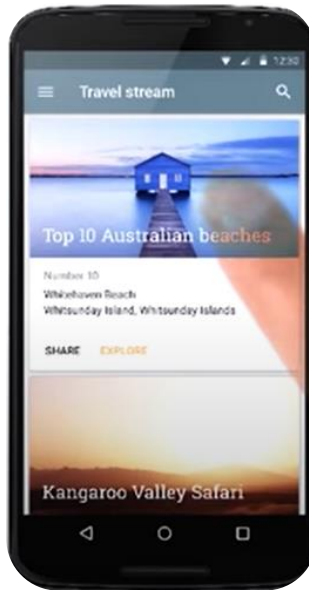 12:30
Travel stream
Top 10 Australian beaches
Number 10
Whitehaven Beach
Whitsunday Island, Whitsunday Islands
SHARE EXPLORE
Kangaroo Valley Safari